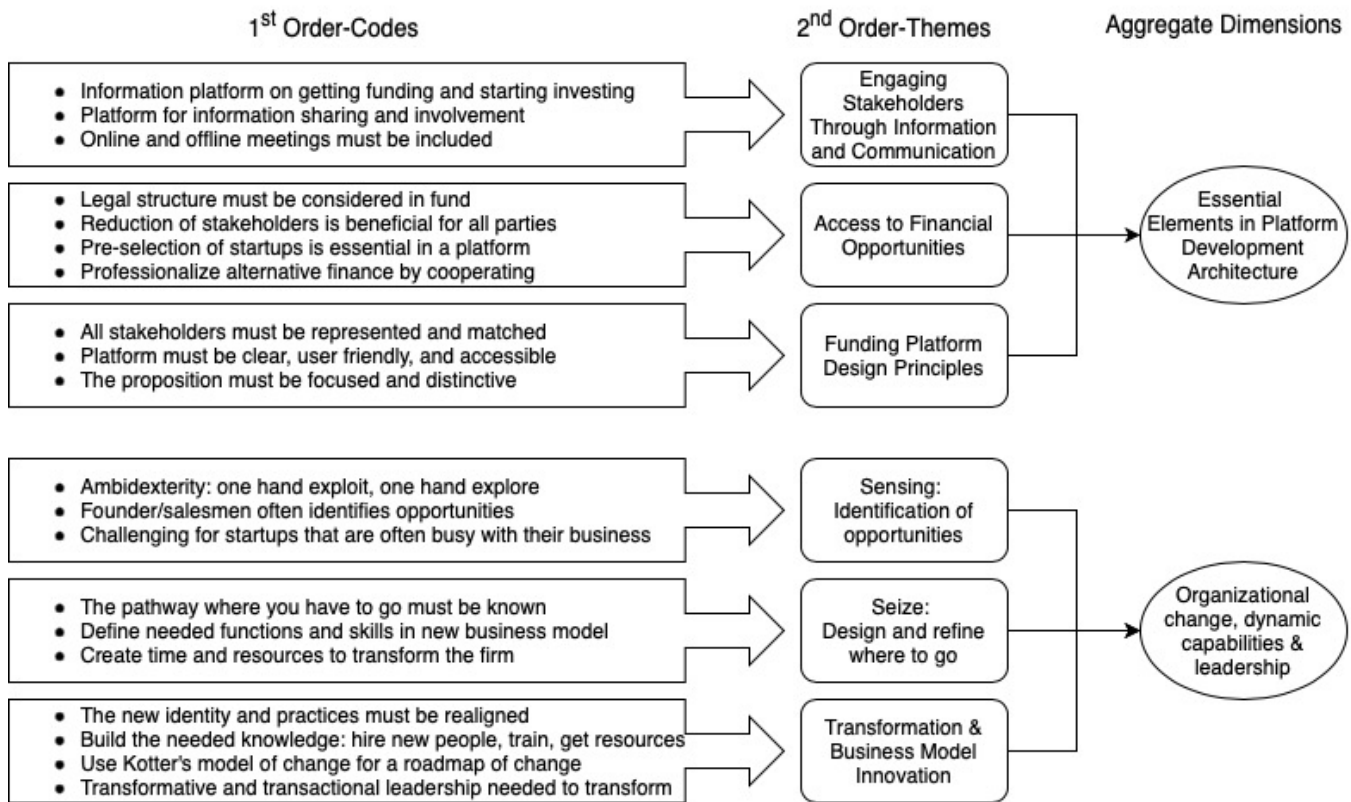 1st Order-Codes
2nd Order-Themes
Aggregate Dimensions
• Information platform on getting funding and starting investing
• Platform for information sharing and involvement
• Online and offline meetings must be included
Engaging
Stakeholders
Through Information
and Communication
• Legal structure must be considered in fund
• Reduction of stakeholders is beneficial for all parties
• Pre-selection of startups is essential in a platform
• Professionalize alternative finance by cooperating
Access to Financial
Opportunities
• All stakeholders must be represented and matched
• Platform must be clear, user friendly, and accessible
• The proposition must be focused and distinctive
Funding Platform
Design Principles
Essential
Elements in Platform
Development
Architecture
• Ambidexterity: one hand exploit, one hand explore
• Founder/salesmen often identifies opportunities
• Challenging for startups that are often busy with their business
Sensing:
Identification of
opportunities
• The pathway where you have to go must be known
• Define needed functions and skills in new business model
• Create time and resources to transform the firm
Seize:
Design and refine
where to go
• The new identity and practices must be realigned
• Build the needed knowledge: hire new people, train, get resources
• Use Kotter's model of change for a roadmap of change
• Transformative and transactional leadership needed to transform
Transformation &
Business Model
Innovation
Organizational
change, dynamic
capabilities &
leadership